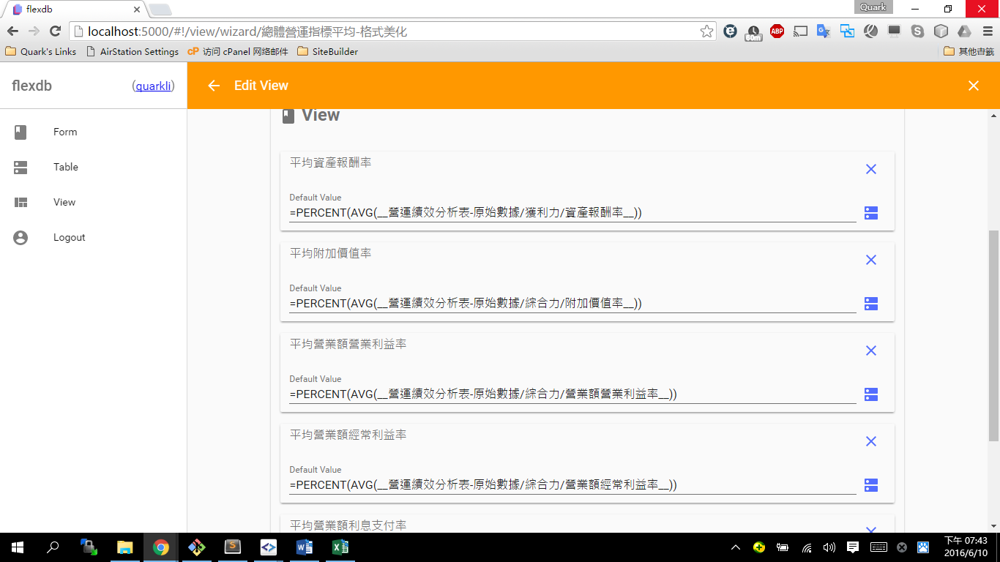 flexdb
Quark
localhost:5000/#!/view/wizard/總體營運指標平均-格式美化
60m
ABP
Quark's Links
AirStation Settings
cP 访问 cPanel 网络邮件
SiteBuilder
其他書籤
flexdb
(quarkli)
Edit View
Form
Table
View
Logout
View
平均資產報酬率
Default Value
=PERCENT(AVG(__營運績效分析表-原始數據/獲利力/資產報酬率__))
平均附加價值率
Default Value
=PERCENT(AVG(__營運績效分析表-原始數據/綜合力/附加價值率__))
平均營業額營業利益率
Default Value
=PERCENT(AVG(__營運績效分析表-原始數據/綜合力/營業額營業利益率__))
平均營業額經常利益率
Default Value
=PERCENT(AVG(__營運績效分析表-原始數據/綜合力/營業額經常利益率__))
平均營業額利息支付率
下午 07:43
2016/6/10